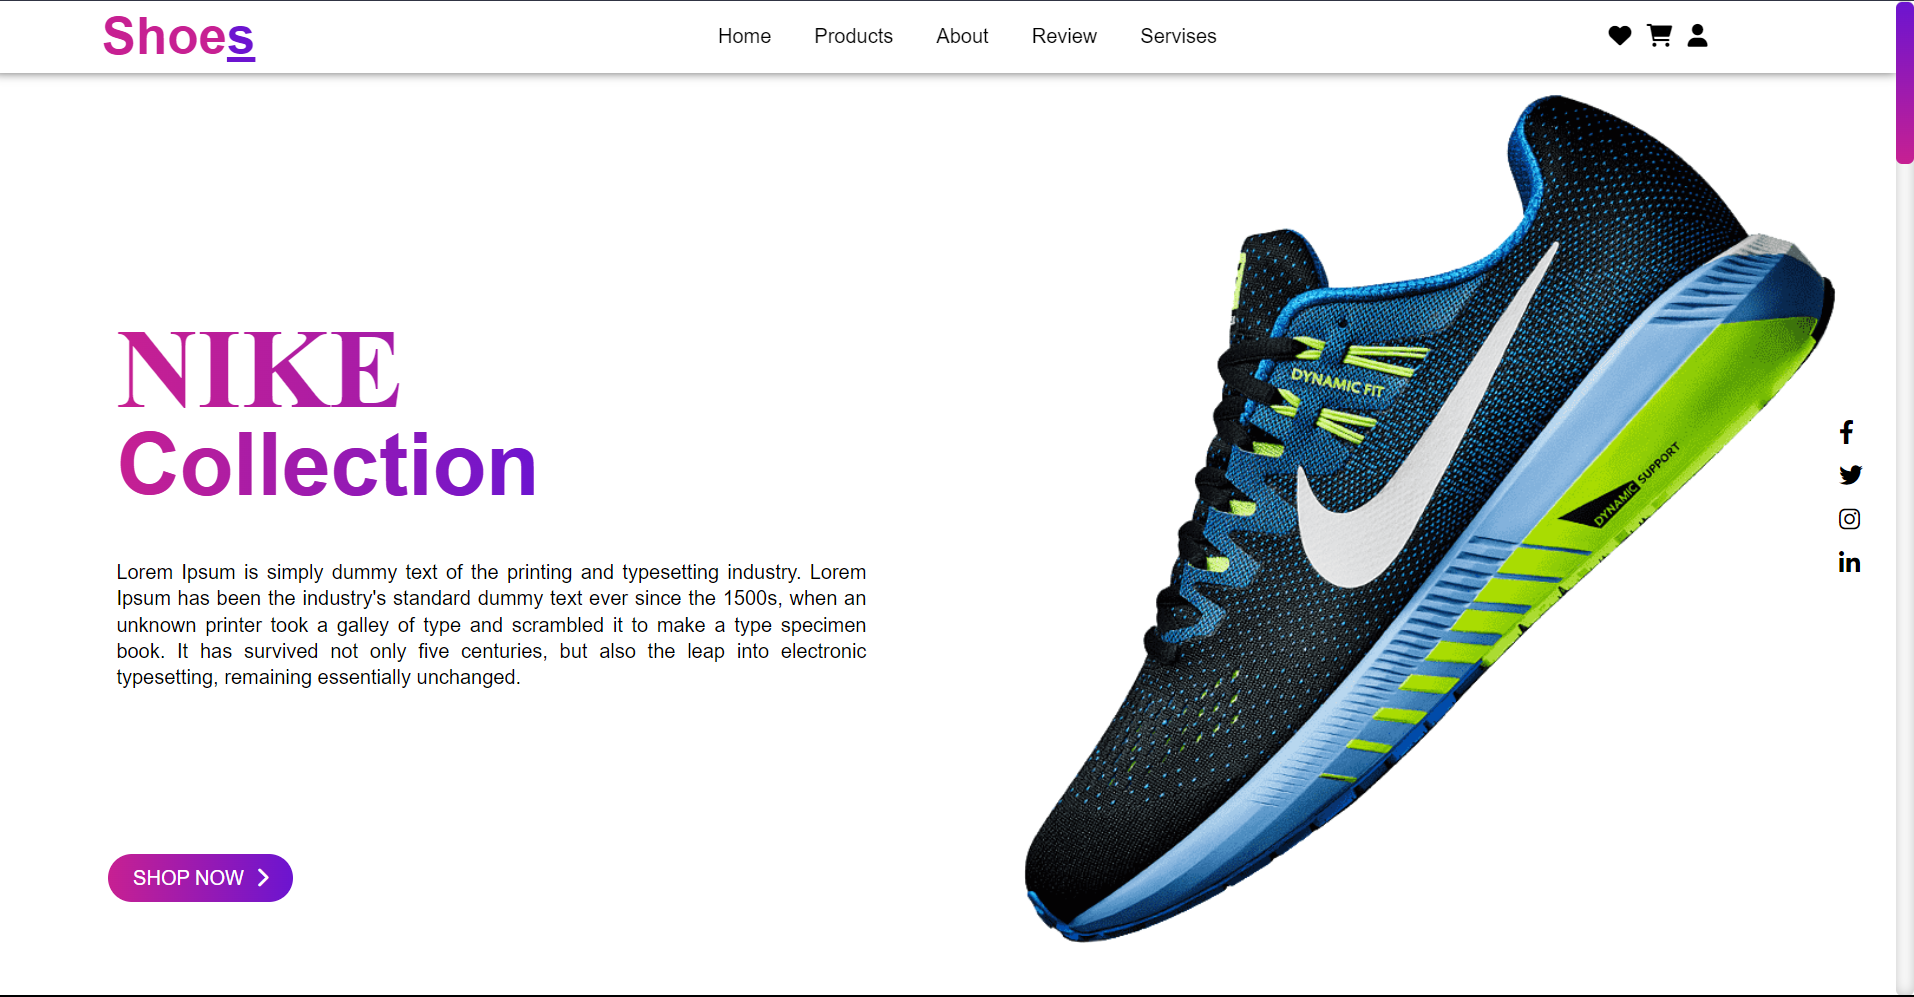 Shoes
Home Products About Review Servises
NIKE
Collection
Lorem Ipsum is simply dummy text of the printing and typesetting industry. Lorem
Ipsum has been the industry's standard dummy text ever since the 1500s, when an
unknown printer took a galley of type and scrambled it to make a type specimen
book. It has survived not only five centuries, but also the leap into electronic
typesetting, remaining essentially unchanged.
SHOP NOW
DYNAMIC FIT
DYNAMIC SUPPORT